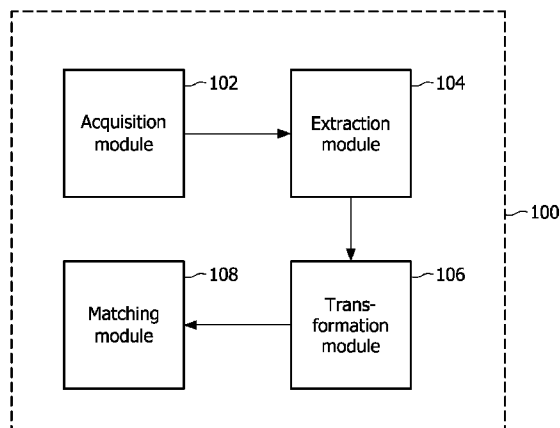 102
Acquisition
module
104
Extraction
module
100
108
Matching
module
106
Trans-
formation
module